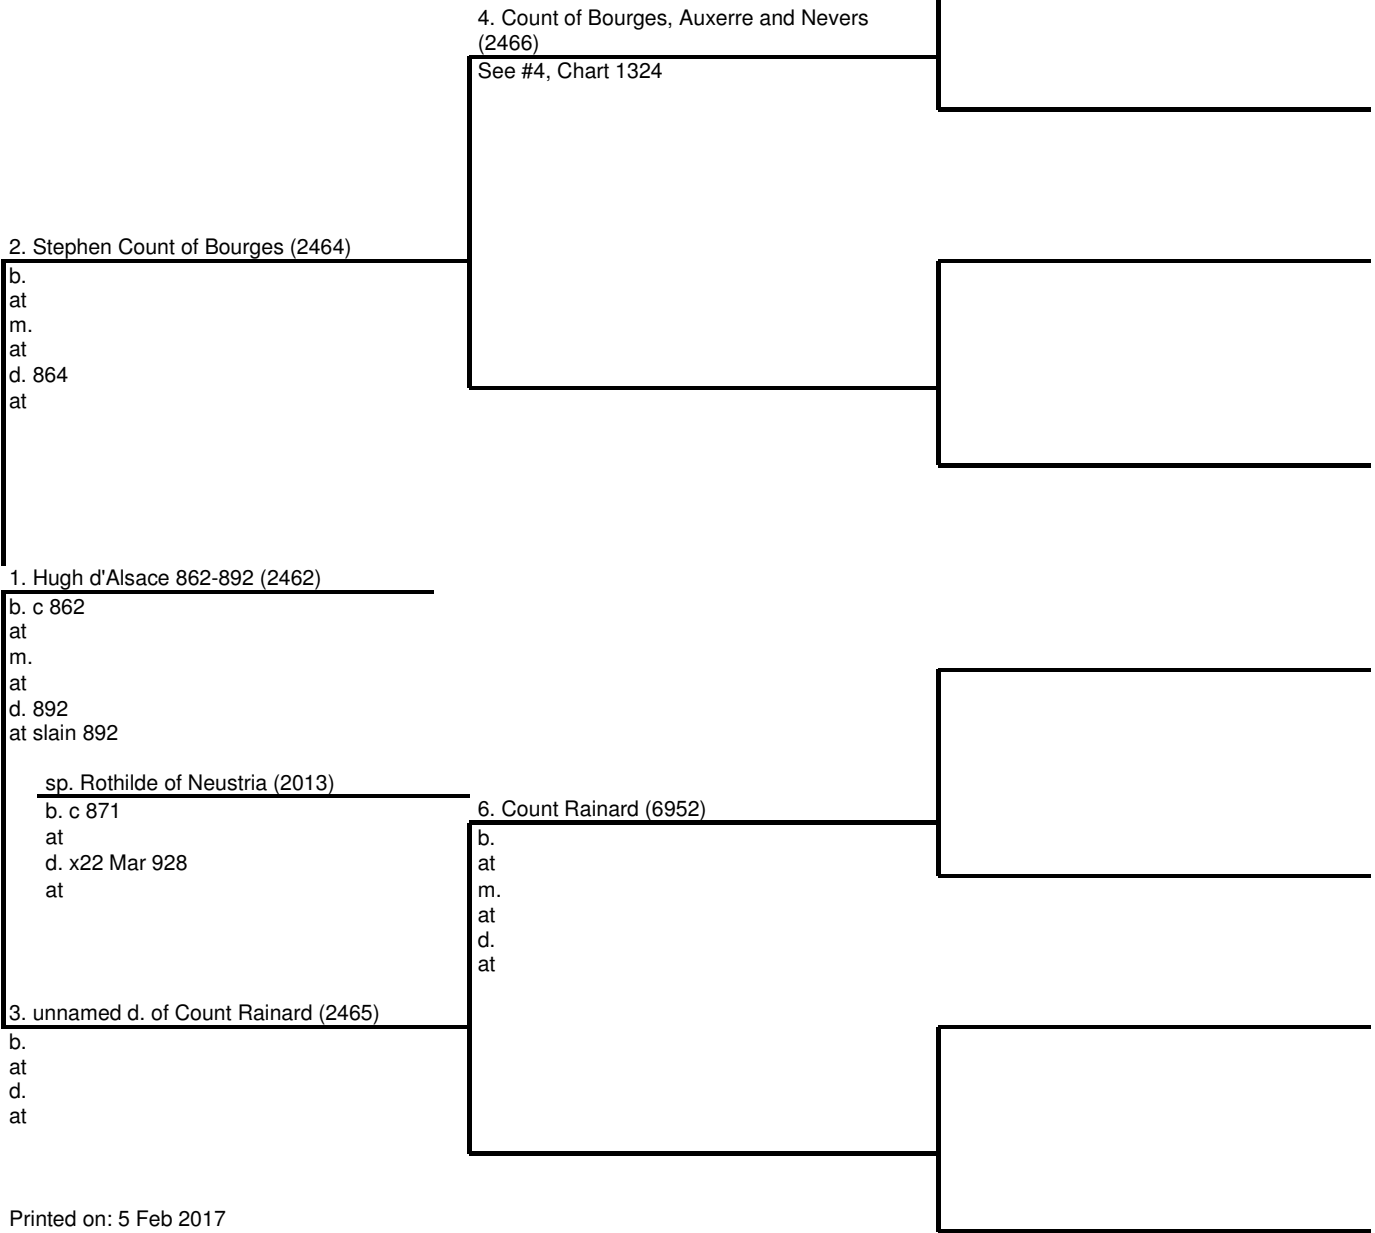 4. Count of Bourges, Auxerre and Nevers
(2466)
See #4, Chart 1324
2. Stephen Count of Bourges (2464)
b.
at
m.
at
d. 864
at
1. Hugh d'Alsace 862-892 (2462)
b. c 862
at
m.
at
d. 892
at slain 892
sp. Rothilde of Neustria (2013)
b. c 871
at
d. x22 Mar 928
at
6. Count Rainard (6952)
b.
at
m.
at
d.
at
3. unnamed d. of Count Rainard (2465)
b.
at
d.
at
Printed on: 5 Feb 2017